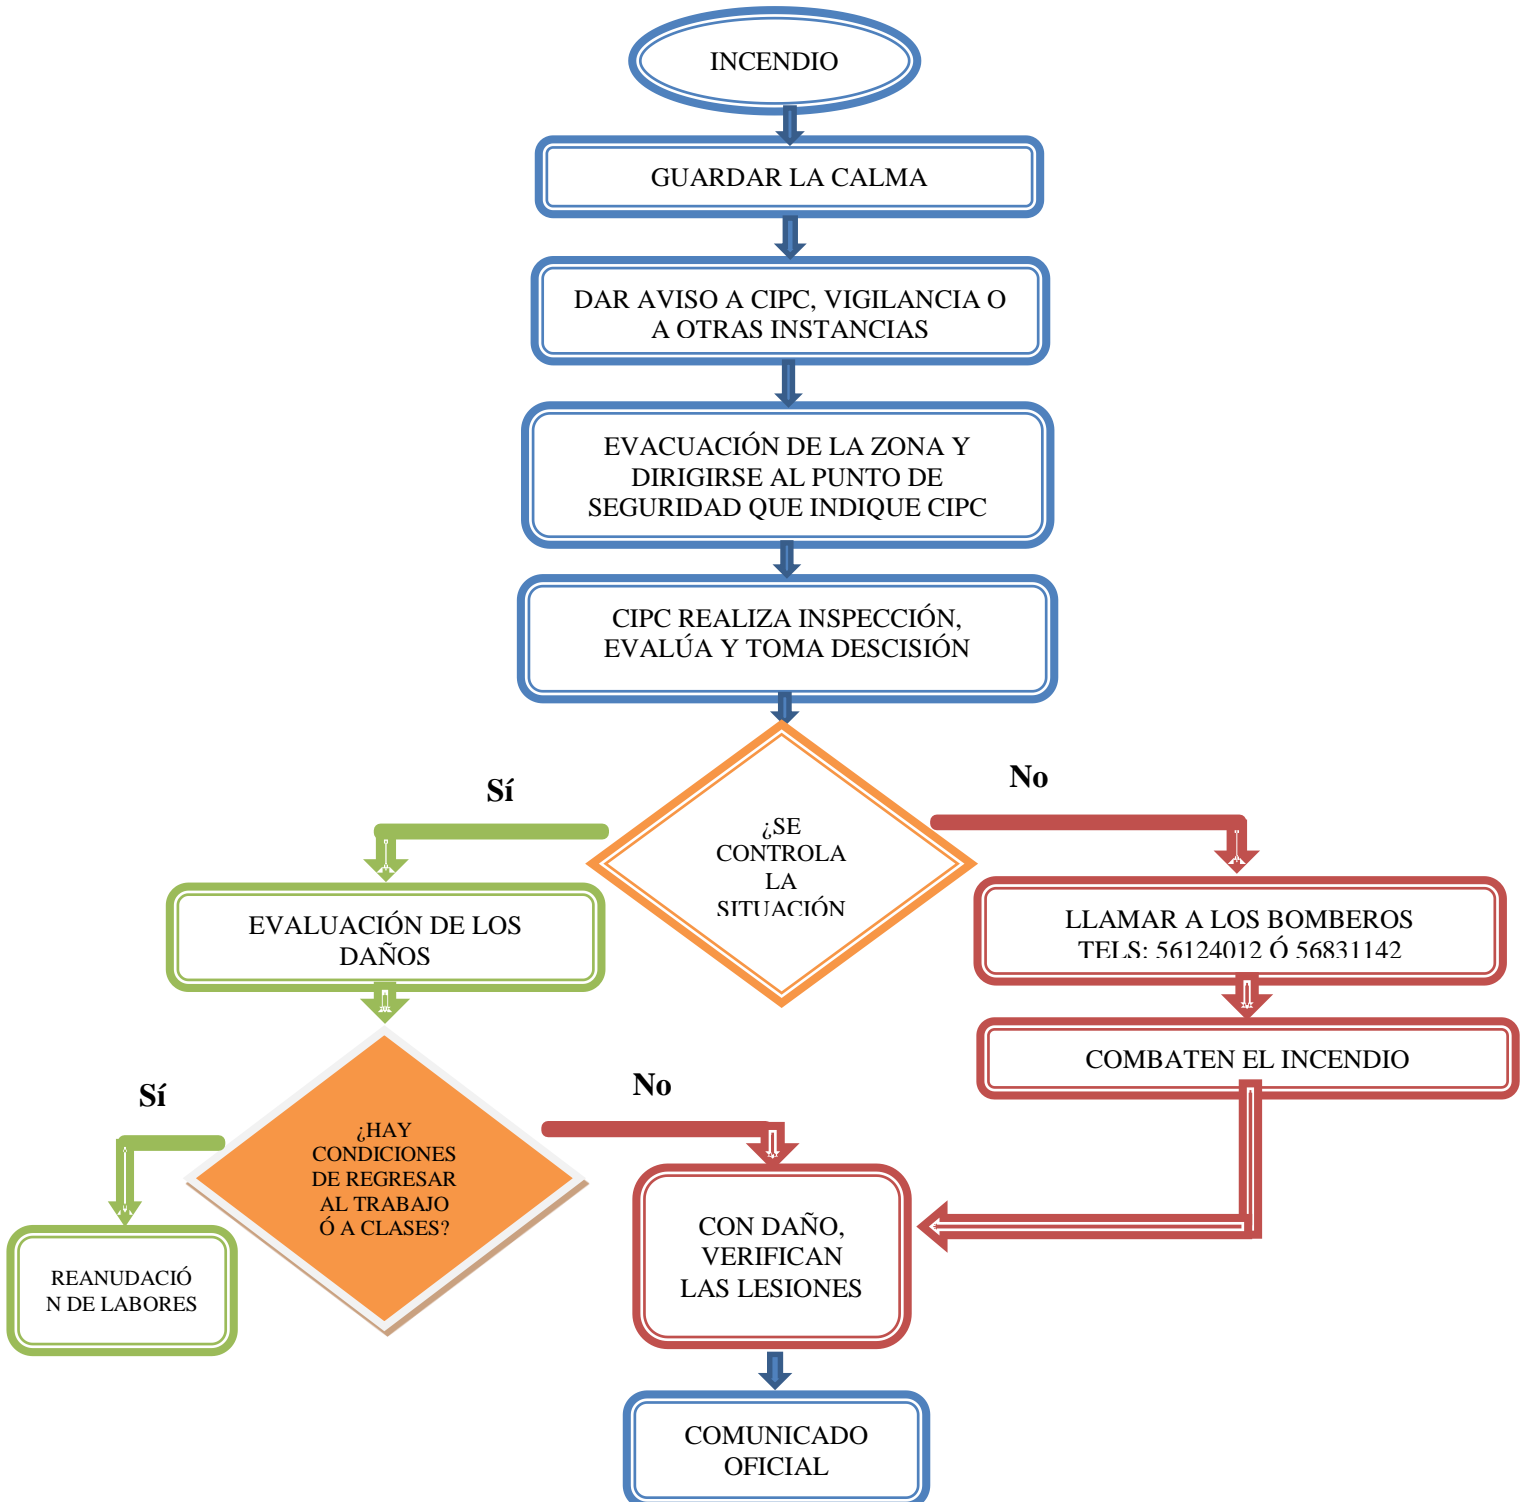 INCENDIO
GUARDAR LA CALMA
DAR AVISO A CIPC, VIGILANCIA O
A OTRAS INSTANCIAS
EVACUACIÓN DE LA ZONA Y
DIRIGIRSE AL PUNTO DE
SEGURIDAD QUE INDIQUE CIPC
CIPC REALIZA INSPECCIÓN,
EVALÚA Y TOMA DESCISIÓN
Sí
No
¿SE
CONTROLA
LA
SITUACIÓN
EVALUACIÓN DE LOS
DAÑOS
LLAMAR A LOS BOMBEROS
TELS: 56124012 Ó 56831142
COMBATEN EL INCENDIO
Sí
No
¿HAY
CONDICIONES
DE REGRESAR
AL TRABAJO
Ó A CLASES?
REANUDACIÓ
N DE LABORES
CON DAÑO,
VERIFICAN
LAS LESIONES
COMUNICADO
OFICIAL